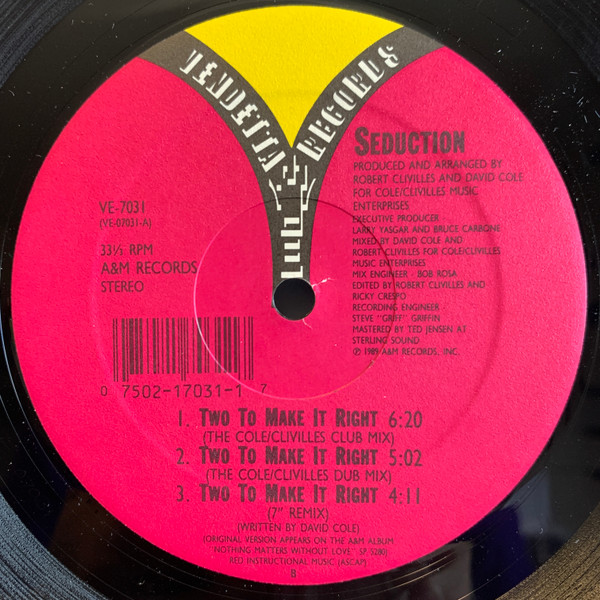 VENDETTA RECORDS
SEDUCTION
PRODUCED AND ARRANGED BY
ROBERT CLIVILLES AND DAVID COLE
FOR COLE/CLIVILLES MUSIC
ENTERPRISES
EXECUTIVE PRODUCER
LARRY YASGAR AND BRUCE CARBONE
MIXED BY DAVID COLE AND
ROBERT CLIVILLES FOR COLE/CLIVILLES
MUSIC ENTERPRISES
MIX ENGINEER - BOB ROSA
EDITED BY ROBERT CLIVILLES AND
RICKY CRESPO
RECORDING ENGINEER
STEVE "GRIFF" GRIFFIN
MASTERED BY TED JENSEN AT
STERLING SOUND
℗ 1989 A&M RECORDS, INC.
VE-7031
(VE-07031-A)
33⅓ RPM
A&M RECORDS
STEREO
0 7502-17031-1 7
1. TWO TO MAKE IT RIGHT 6:20
(THE COLE/CLIVILLES CLUB MIX)
2. TWO TO MAKE IT RIGHT 5:02
(THE COLE/CLIVILLES DUB MIX)
3. TWO TO MAKE IT RIGHT 4:11
(7" REMIX)
(WRITTEN BY DAVID COLE)
(ORIGINAL VERSION APPEARS ON THE A&M ALBUM
"NOTHING MATTERS WITHOUT LOVE," SP 5280)
RED INSTRUCTIONAL MUSIC (ASCAP)
B